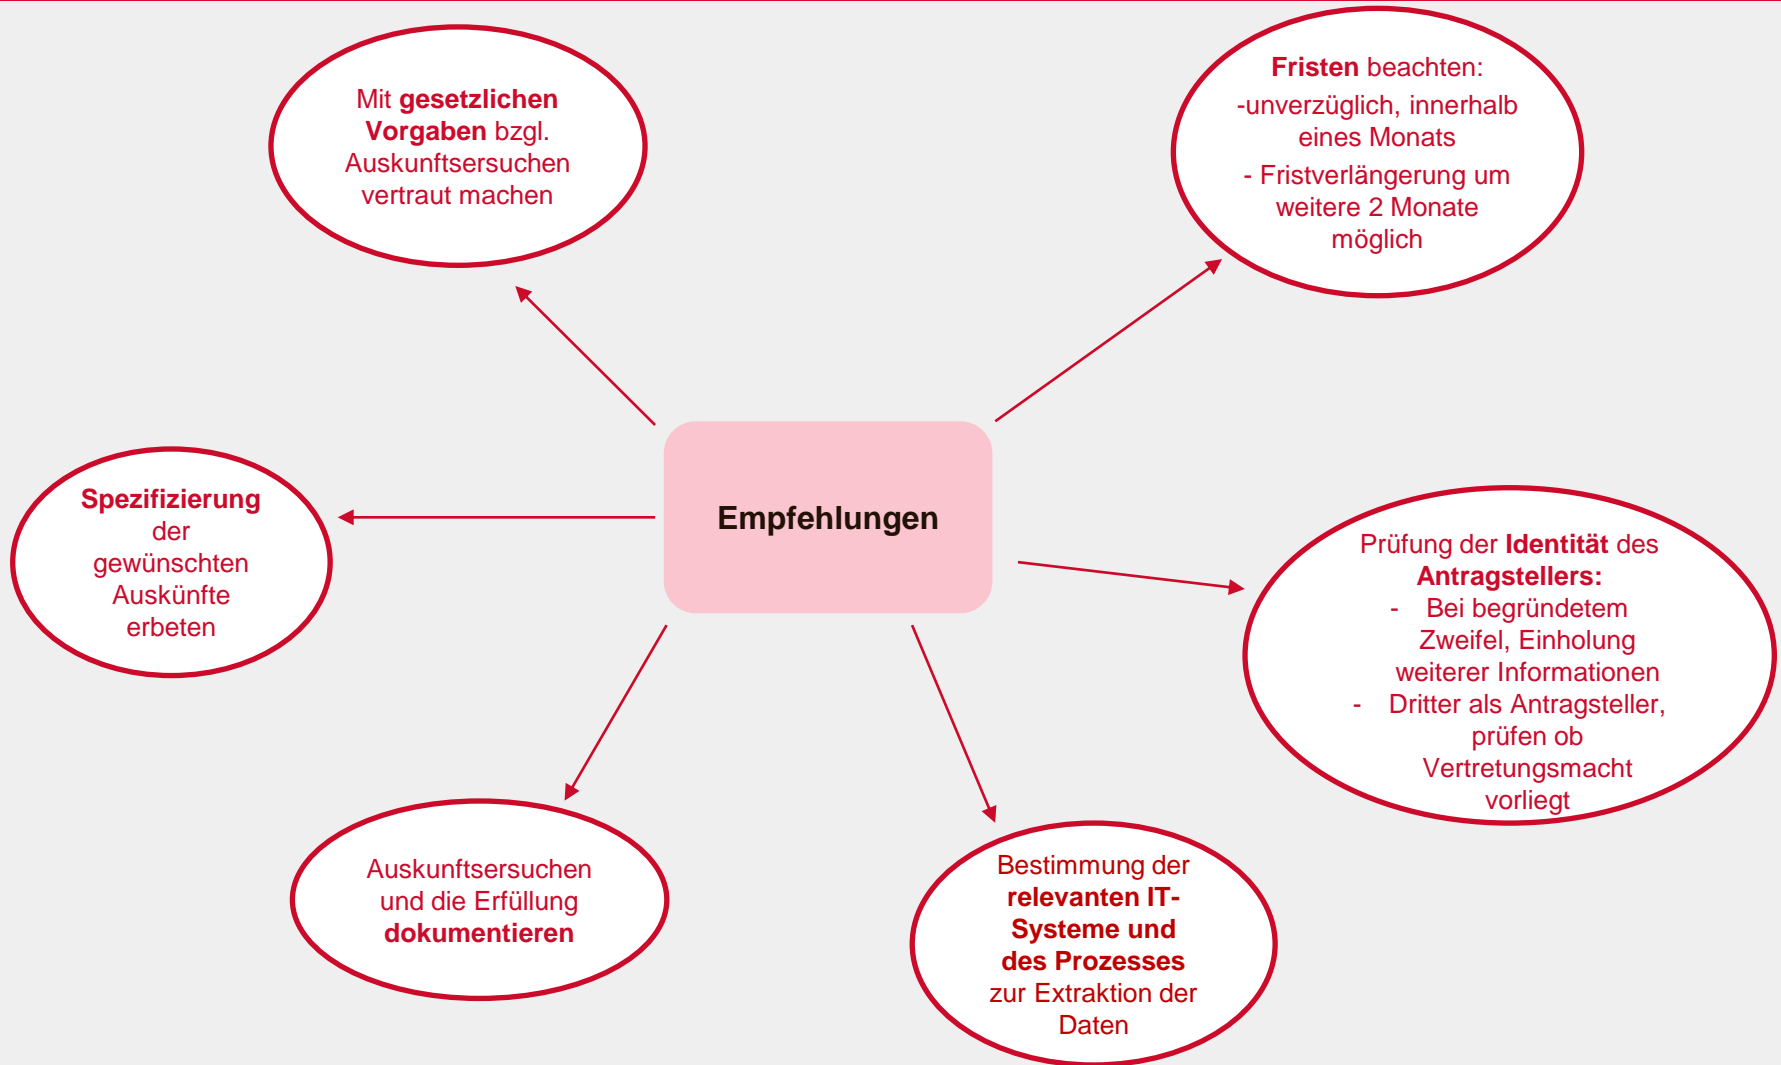 Mit gesetzlichen
Vorgaben bzgl.
Auskunftsersuchen
vertraut machen
Fristen beachten:
-unverzüglich, innerhalb
eines Monats
- Fristverlängerung um
weitere 2 Monate
möglich
Empfehlungen
Spezifizierung
der
gewünschten
Auskünfte
erbeten
Prüfung der Identität des
Antragstellers:
- Bei begründetem
Zweifel, Einholung
weiterer Informationen
- Dritter als Antragsteller,
prüfen ob
Vertretungsmacht
vorliegt
Auskunftsersuchen
und die Erfüllung
dokumentieren
Bestimmung der
relevanten IT-
Systeme und
des Prozesses
zur Extraktion der
Daten